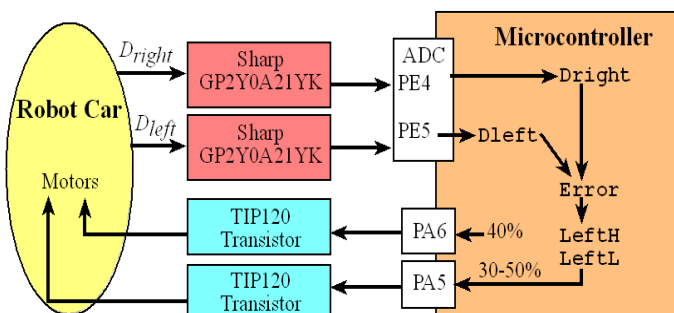 Microcontroller
Dright
Sharp
GP2Y0A21YK
ADC
PE4
Dright
Robot Car
Dleft
Sharp
GP2Y0A21YK
PE5
Dleft
Motors
Error
TIP120
Transistor
PA6
40%
LeftH
LeftL
TIP120
Transistor
PA5
30-50%